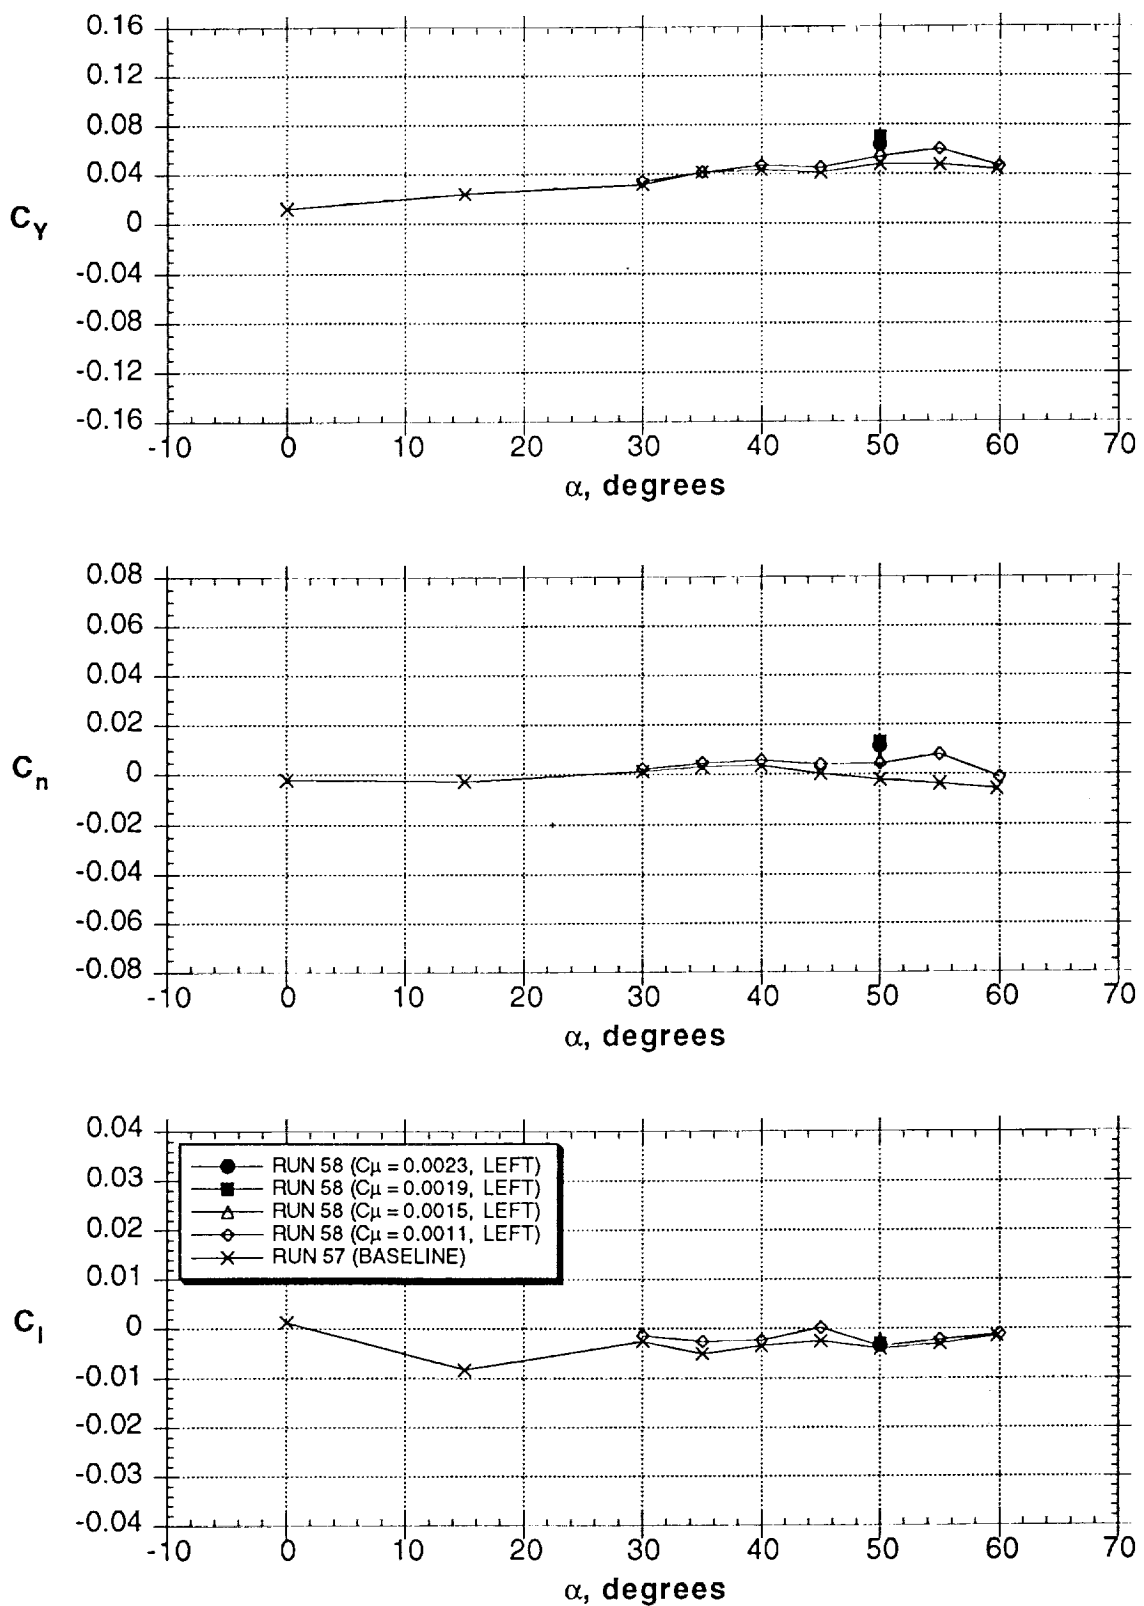 0.16
0.12
0.08
0.04
0
-0.04
-0.08
-0.12
-0.16
C_Y
-10 0 10 20 30 40 50 60 70
α, degrees
0.08
0.06
0.04
0.02
0
-0.02
-0.04
-0.06
-0.08
C_n
-10 0 10 20 30 40 50 60 70
α, degrees
0.04
0.03
0.02
0.01
0
-0.01
-0.02
-0.03
-0.04
C_l
RUN 58 (Cμ = 0.0023, LEFT)
RUN 58 (Cμ = 0.0019, LEFT)
RUN 58 (Cμ = 0.0015, LEFT)
RUN 58 (Cμ = 0.0011, LEFT)
RUN 57 (BASELINE)
-10 0 10 20 30 40 50 60 70
α, degrees